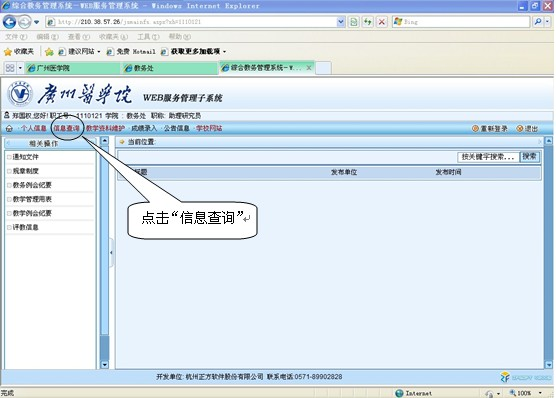 综合教务管理系统--WEB服务管理系统 - Windows Internet Explorer
http://210.38.57.26/jwmainfs.aspx?xh=1110121
Bing
文件(F) 编辑(E) 查看(V) 收藏夹(A) 工具(T) 帮助(H)
收藏夹 建议网站 免费 Hotmail 获取更多加载项
广州医学院 教务处 综合教务管理系统--W...
廣州醫學院 WEB服务管理子系统
郑国权,您好! 职工号: 1110121 学院: 教务处 职称: 助理研究员
个人信息 信息查询 教学资料维护 成绩录入 公告信息 学校网站 重新登录 退出
相关操作 当前位置:
通知文件
按关键字搜索... 搜索
规章制度
标题 发布单位 发布时间
教务例会纪要
教学管理用表
教学例会纪要
评教信息
点击“信息查询”
开发单位: 杭州正方软件股份有限公司 联系电话:0571-89902828
完成 Internet 100%